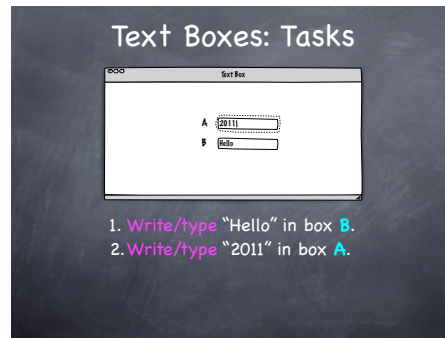 Text Boxes: Tasks
Text Box
A 2011
B Hello
1. Write/type “Hello” in box B.
2. Write/type “2011” in box A.